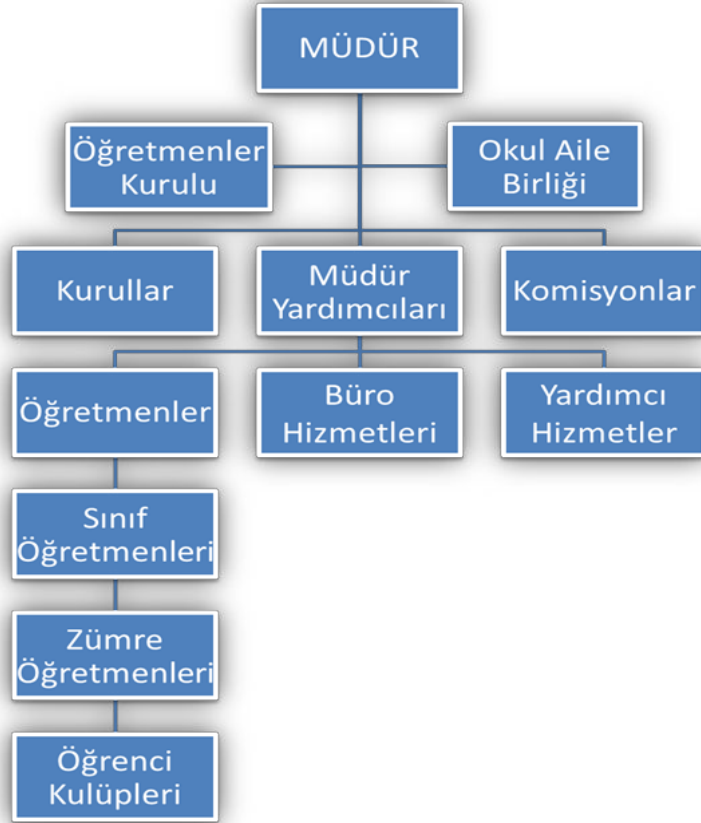 MÜDÜR
Öğretmenler
Kurulu
Okul Aile
Birliği
Kurullar
Müdür
Yardımcıları
Komisyonlar
Öğretmenler
Büro
Hizmetleri
Yardımcı
Hizmetler
Sınıf
Öğretmenleri
Zümre
Öğretmenleri
Öğrenci
Kulüpleri